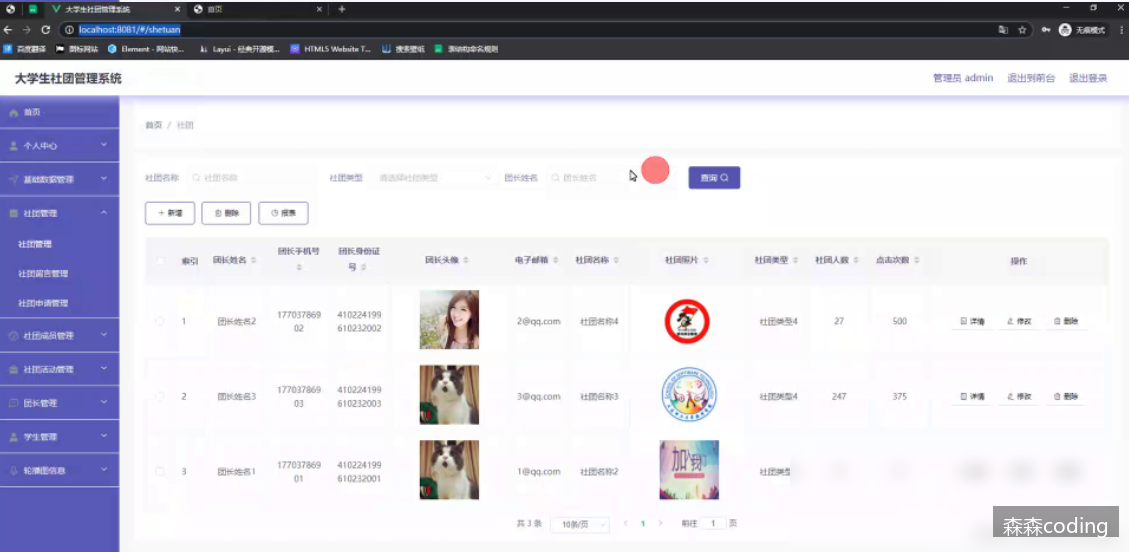 大学生社团管理系统
首页
localhost:8081/#/shetuan
无痕模式
百度翻译 图标网站 Element - 网站快... Layui - 经典开源模... HTML5 Website T... 搜索壁纸 驱动构命名规则
大学生社团管理系统
管理员 admin 退出到前台 退出登录
首页
个人中心
基础数据管理
社团管理
社团管理
社团留言管理
社团申请管理
社团成员管理
社团活动管理
团长管理
学生管理
轮播图信息
首页 / 社团
社团名称 社团名称 社团类型 请选择社团类型 团长姓名 团长姓名 查询
+ 新增 删除 报表
索引 团长姓名 团长手机号 团长身份证号 团长头像 电子邮箱 社团名称 社团照片 社团类型 社团人数 点击次数 操作
1 团长姓名2 17703786902 410224199610232002 2@qq.com 社团名称4 社团类型4 27 500 详情 修改 删除
2 团长姓名3 17703786903 410224199610232003 3@qq.com 社团名称3 社团类型4 247 375 详情 修改 删除
3 团长姓名1 17703786901 410224199610232001 1@qq.com 社团名称2 加入我们 社团类型
共 3 条 10条/页 1 前往 1 页
森森coding